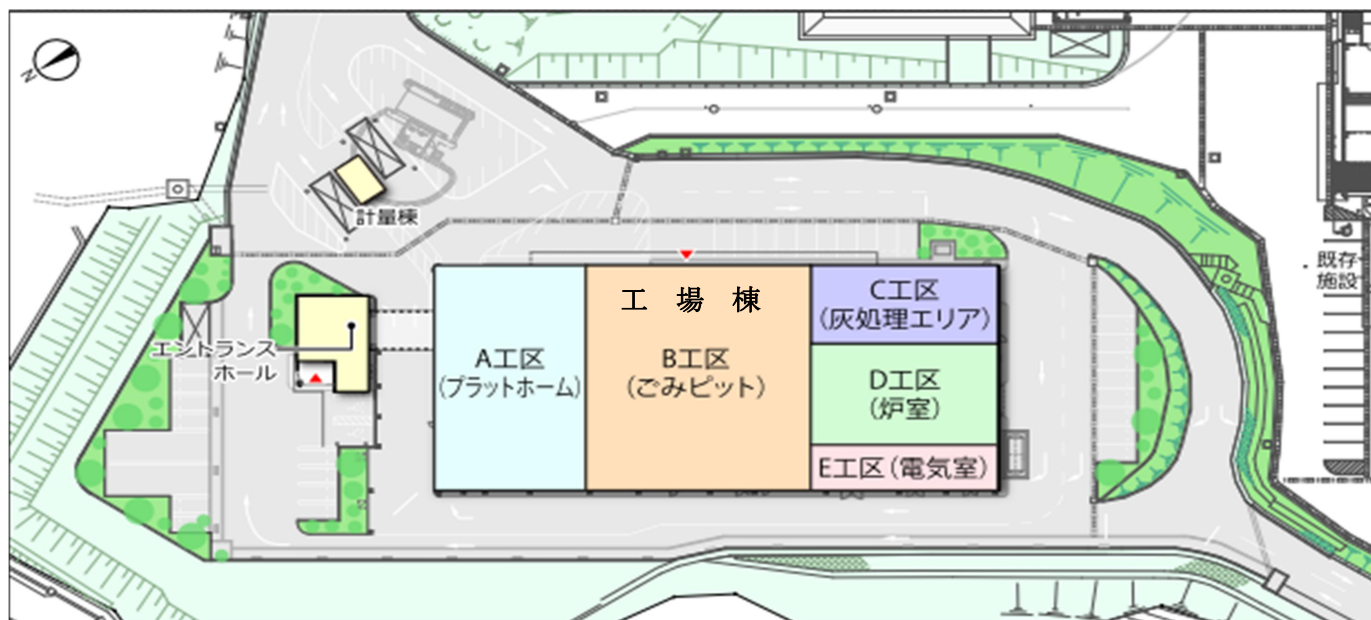 N
計量棟
既存
施設
工 場 棟
C工区
(灰処理エリア)
エントランス
ホール
A工区
(プラットホーム)
B工区
(ごみピット)
D工区
(炉室)
E工区(電気室)